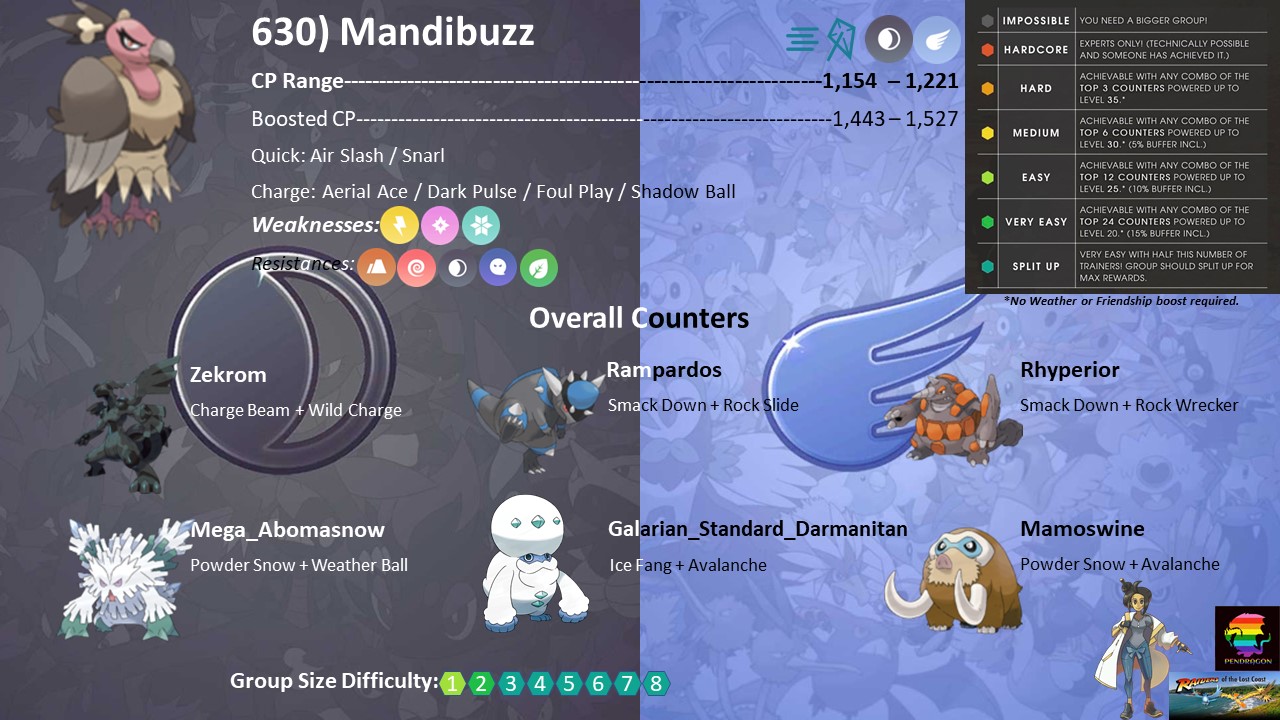 630) Mandibuzz
CP Range--------------------------------------------------------------------1,154 – 1,221
Boosted CP--------------------------------------------------------------------1,443 – 1,527
Quick: Air Slash / Snarl
Charge: Aerial Ace / Dark Pulse / Foul Play / Shadow Ball
Weaknesses:
Resistances:
IMPOSSIBLE YOU NEED A BIGGER GROUP!
HARDCORE EXPERTS ONLY! (TECHNICALLY POSSIBLE
AND SOMEONE HAS ACHIEVED IT.)
HARD ACHIEVABLE WITH ANY COMBO OF THE
TOP 3 COUNTERS POWERED UP TO
LEVEL 35.*
MEDIUM ACHIEVABLE WITH ANY COMBO OF THE
TOP 6 COUNTERS POWERED UP TO
LEVEL 30.* (5% BUFFER INCL.)
EASY ACHIEVABLE WITH ANY COMBO OF THE
TOP 12 COUNTERS POWERED UP TO
LEVEL 25.* (10% BUFFER INCL.)
VERY EASY ACHIEVABLE WITH ANY COMBO OF THE
TOP 24 COUNTERS POWERED UP TO
LEVEL 20.* (15% BUFFER INCL.)
SPLIT UP VERY EASY WITH HALF THIS NUMBER OF
TRAINERS! GROUP SHOULD SPLIT UP FOR
MAX REWARDS.
*No Weather or Friendship boost required.
Overall Counters
Zekrom
Charge Beam + Wild Charge
Rampardos
Smack Down + Rock Slide
Rhyperior
Smack Down + Rock Wrecker
Mega_Abomasnow
Powder Snow + Weather Ball
Galarian_Standard_Darmanitan
Ice Fang + Avalanche
Mamoswine
Powder Snow + Avalanche
Group Size Difficulty: 1 2 3 4 5 6 7 8
PENDRAGON
RAIDERS of the Lost Coast